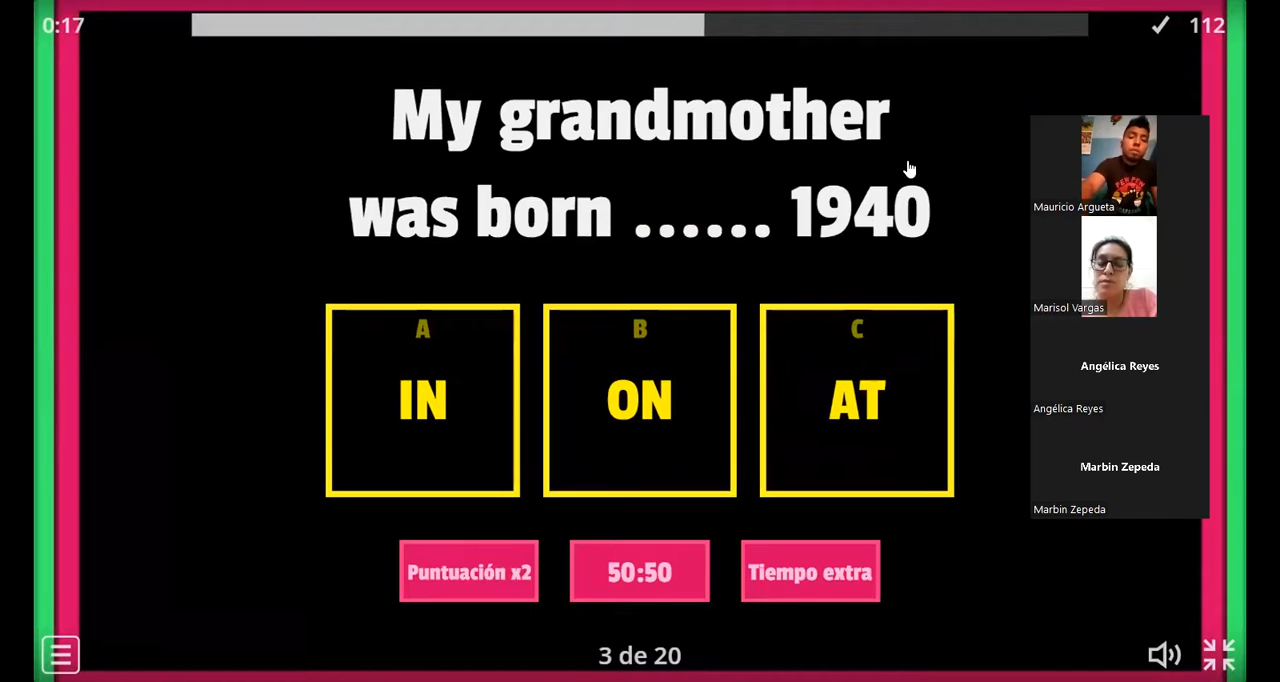 0:17
112
My grandmother
was born ...... 1940
A
B
C
IN
ON
AT
Puntuación x2
50:50
Tiempo extra
3 de 20
Mauricio Argueta
Marisol Vargas
Angélica Reyes
Angélica Reyes
Marbin Zepeda
Marbin Zepeda